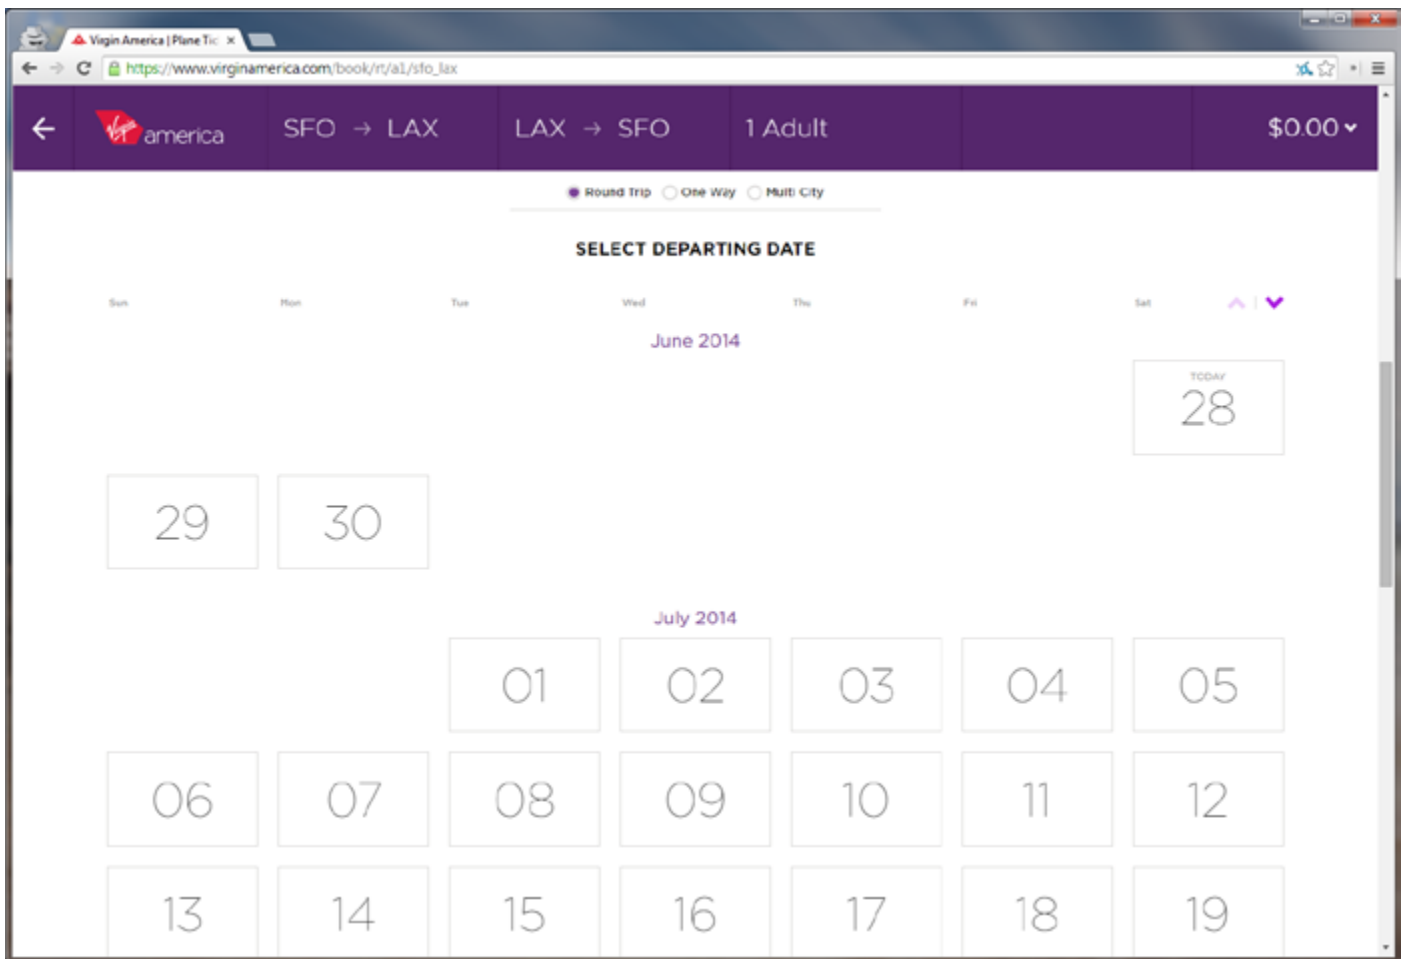 Virgin America | Plane Tic
https://www.virginamerica.com/book/rt/a1/sfo_lax
Virgin america SFO → LAX LAX → SFO 1 Adult $0.00
Round Trip One Way Multi City
SELECT DEPARTING DATE
Sun Mon Tue Wed Thu Fri Sat
June 2014
TODAY
28
29 30
July 2014
01 02 03 04 05
06 07 08 09 10 11 12
13 14 15 16 17 18 19